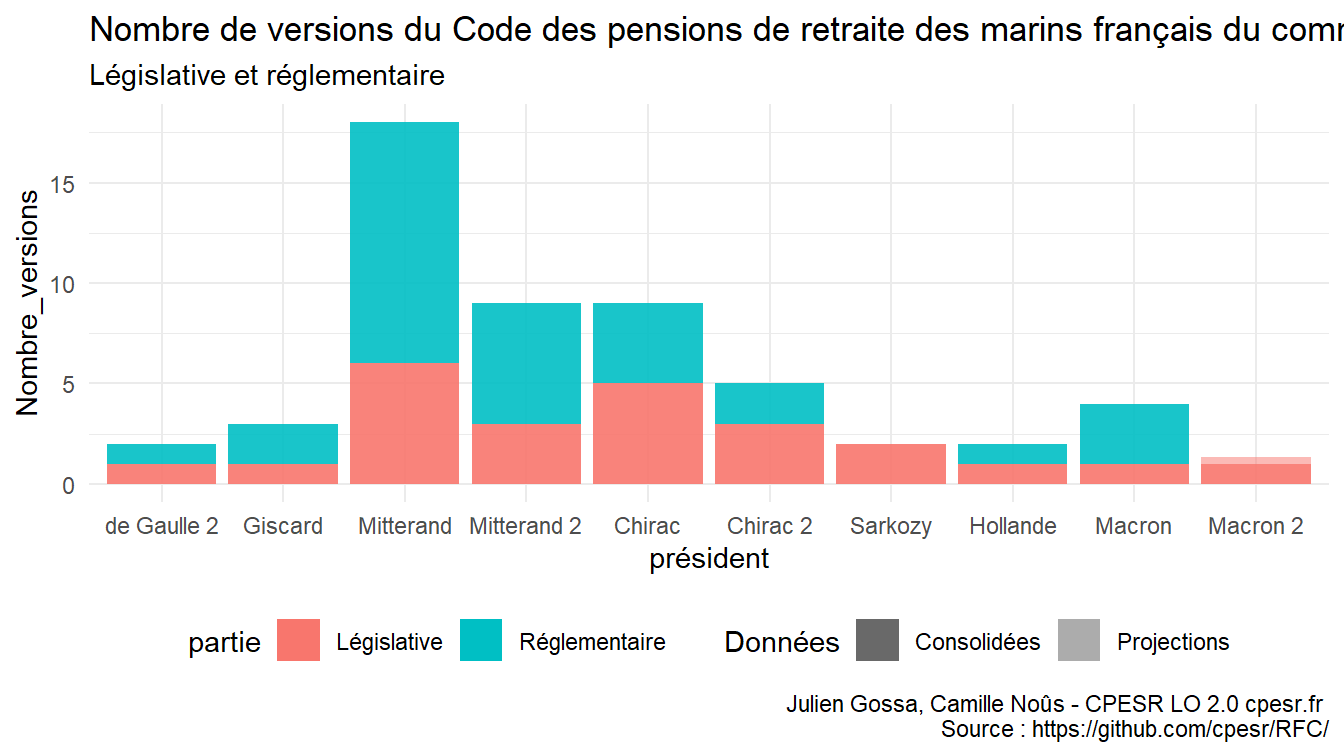 Nombre de versions du Code des pensions de retraite des marins français du
Législative et réglementaire
Nombre_versions
15
10
5
0
de Gaulle 2 Giscard Mitterand Mitterand 2 Chirac Chirac 2 Sarkozy Hollande Macron Macron 2
président
partie Législative Réglementaire Données Consolidées Projections
Julien Gossa, Camille Noûs - CPESR LO 2.0 cpesr.fr
Source : https://github.com/cpesr/RFC/